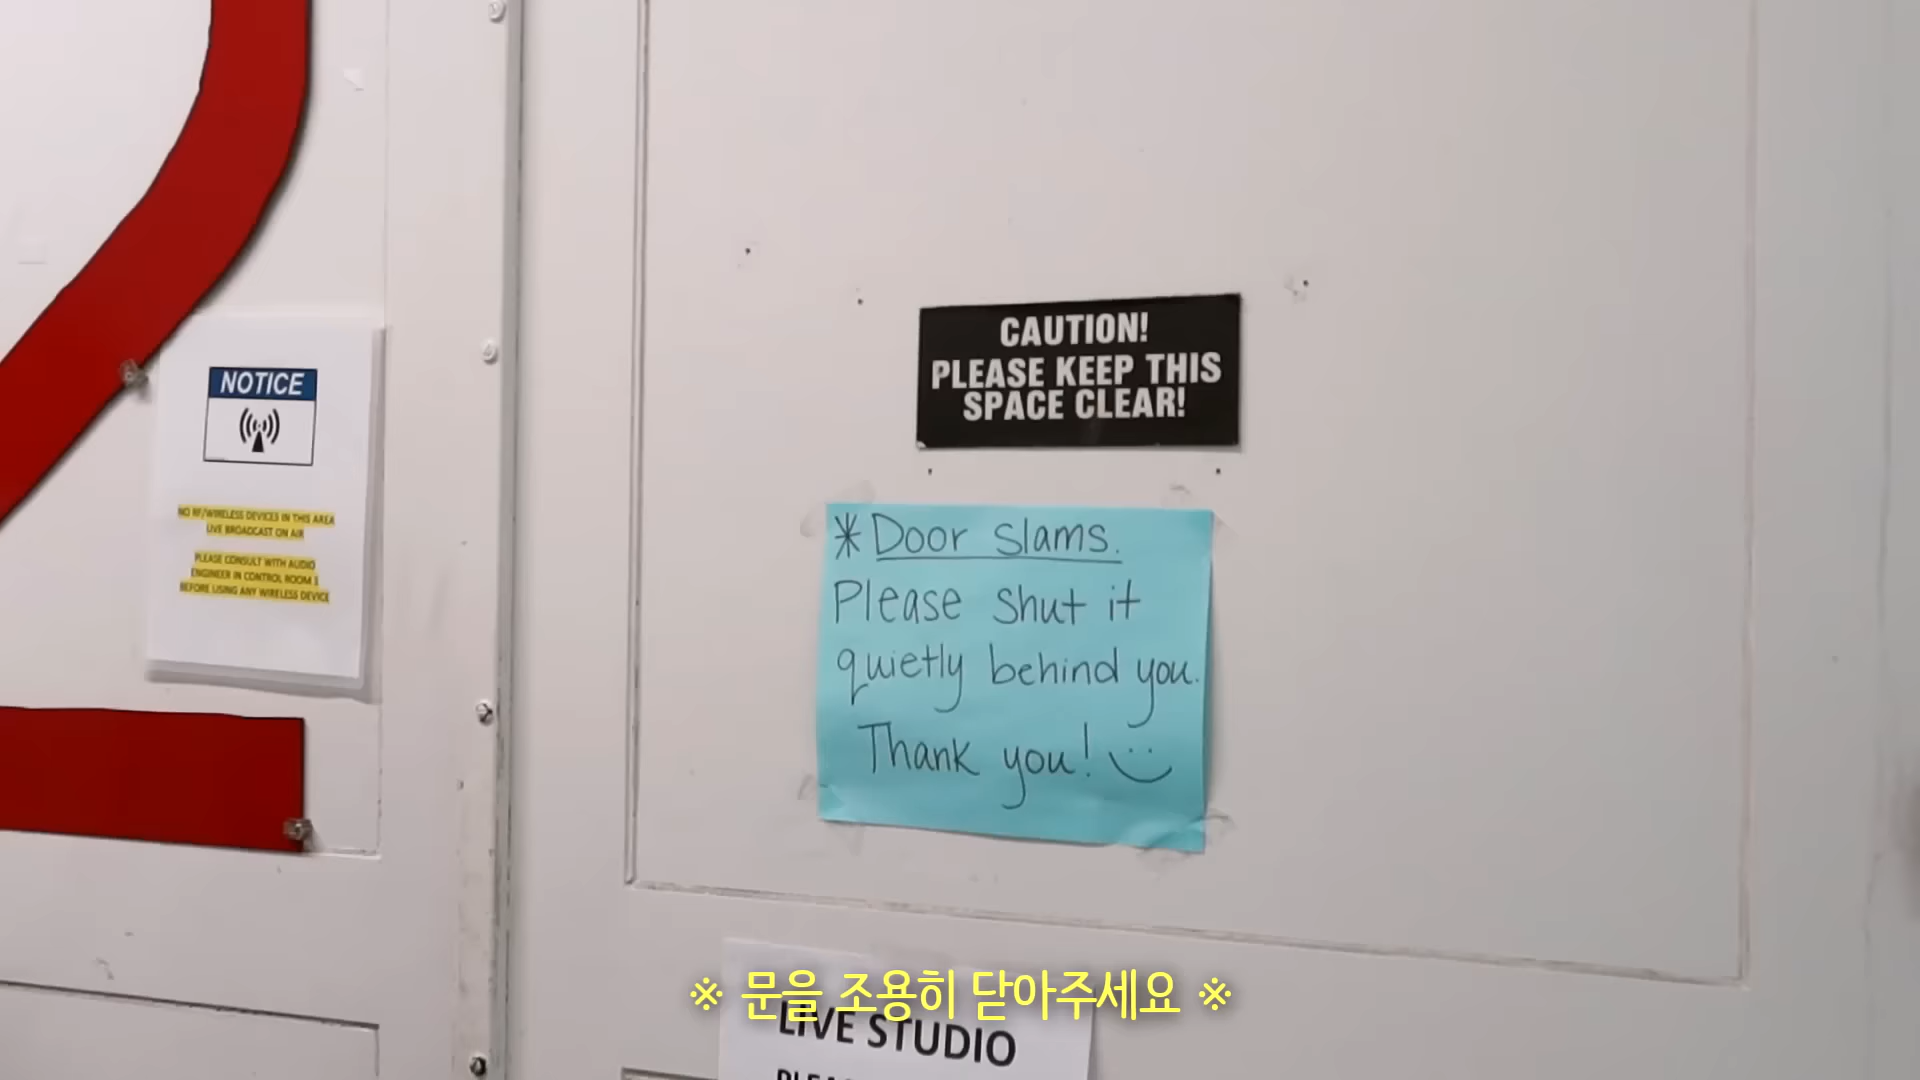 NOTICE
NO RF/WIRELESS DEVICES IN THIS AREA
LIVE BROADCAST ON AIR
PLEASE CONSULT WITH AUDIO
ENGINEER IN CONTROL ROOM 3
BEFORE USING ANY WIRELESS DEVICE
CAUTION!
PLEASE KEEP THIS
SPACE CLEAR!
* Door Slams.
Please shut it
quietly behind you.
Thank you!
※ 문을 조용히 닫아주세요 ※
LIVE STUDIO